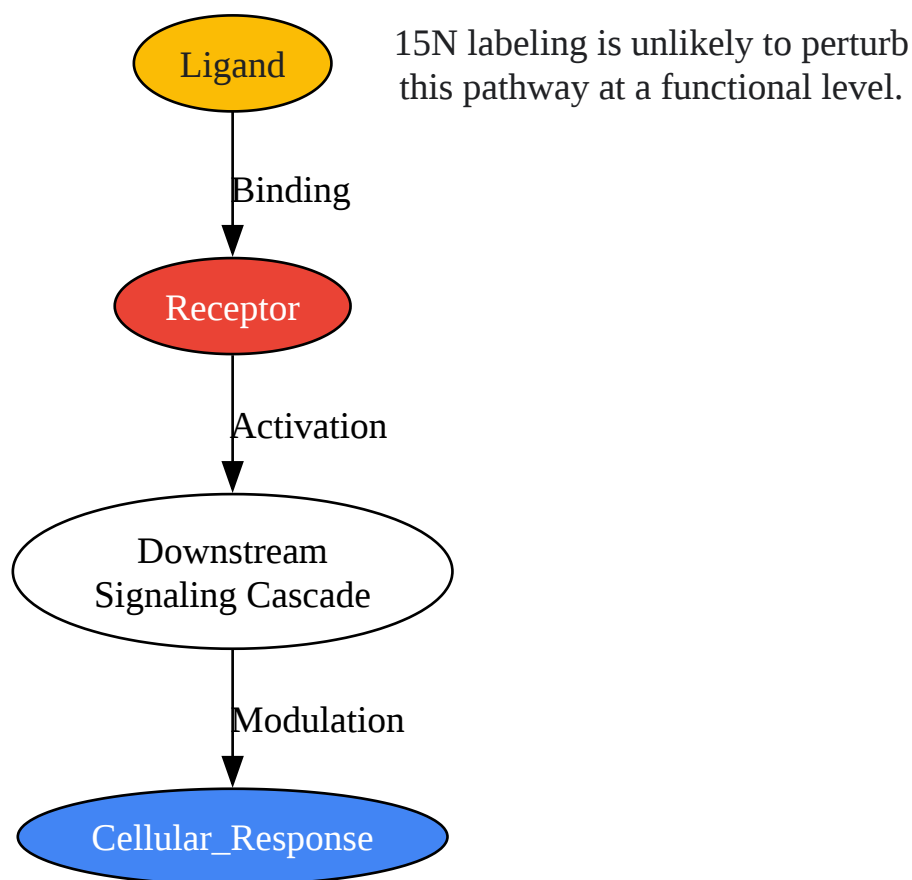 Ligand
15N labeling is unlikely to perturb
this pathway at a functional level.
Binding
Receptor
Activation
Downstream
Signaling Cascade
Modulation
Cellular_Response